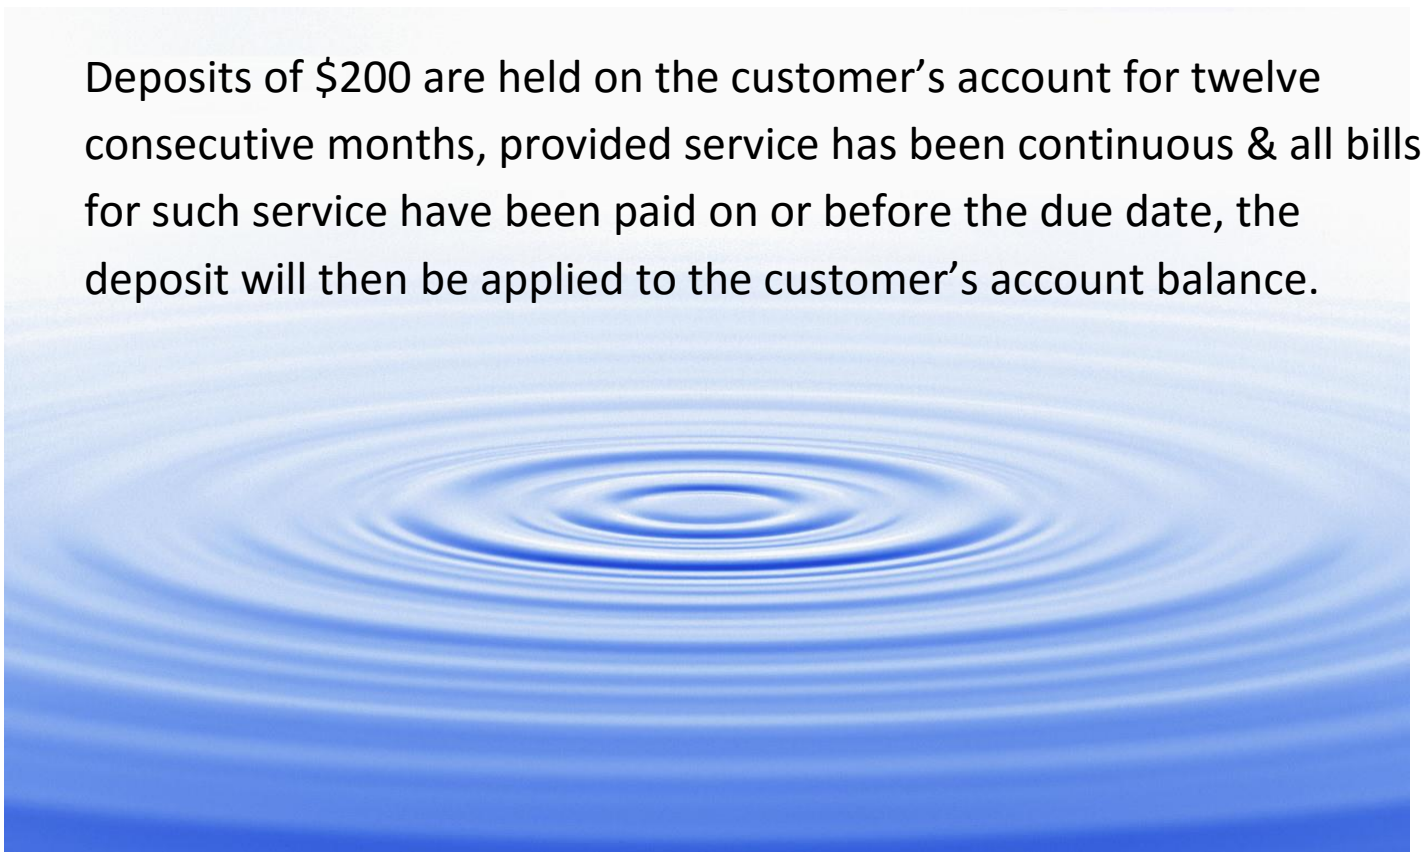 Deposits of $200 are held on the customer’s account for twelve
consecutive months, provided service has been continuous & all bills
for such service have been paid on or before the due date, the
deposit will then be applied to the customer’s account balance.